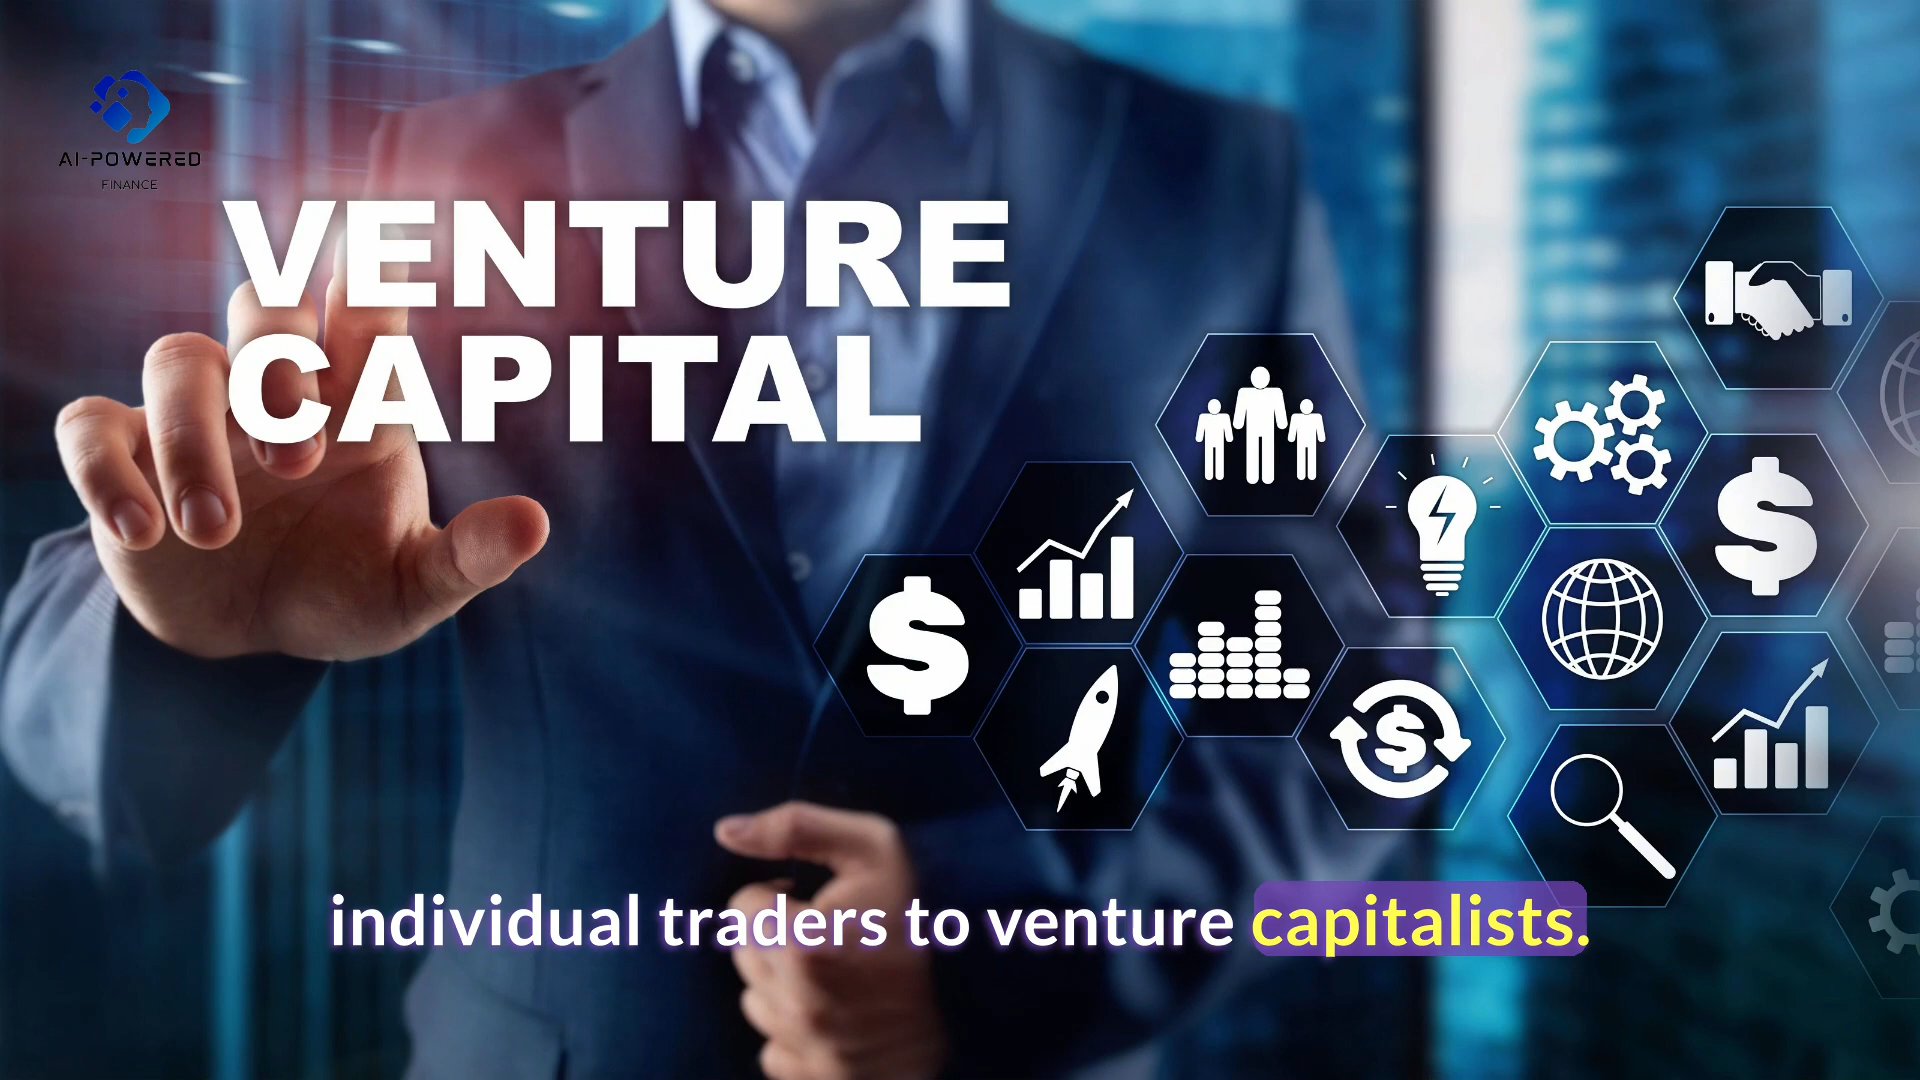 AI-POWERED
FINANCE
VENTURE
CAPITAL
individual traders to venture capitalists.